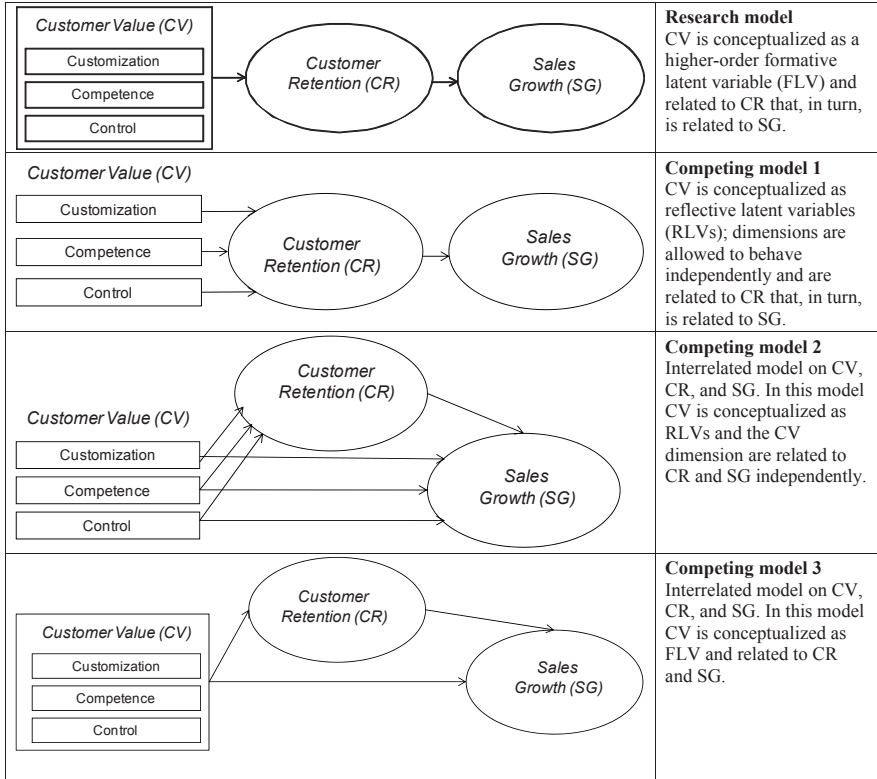 Customer Value (CV)
Customization
Competence
Control
Customer
Retention (CR)
Sales
Growth (SG)
Research model
CV is conceptualized as a
higher-order formative
latent variable (FLV) and
related to CR that, in turn,
is related to SG.
Customer Value (CV)
Customization
Competence
Control
Customer
Retention (CR)
Sales
Growth (SG)
Competing model 1
CV is conceptualized as
reflective latent variables
(RLVs); dimensions are
allowed to behave
independently and are
related to CR that, in turn,
is related to SG.
Customer
Retention (CR)
Customer Value (CV)
Customization
Competence
Control
Sales
Growth (SG)
Competing model 2
Interrelated model on CV,
CR, and SG. In this model
CV is conceptualized as
RLVs and the CV
dimension are related to
CR and SG independently.
Customer
Retention (CR)
Customer Value (CV)
Customization
Competence
Control
Sales
Growth (SG)
Competing model 3
Interrelated model on CV,
CR, and SG. In this model
CV is conceptualized as
FLV and related to CR
and SG.